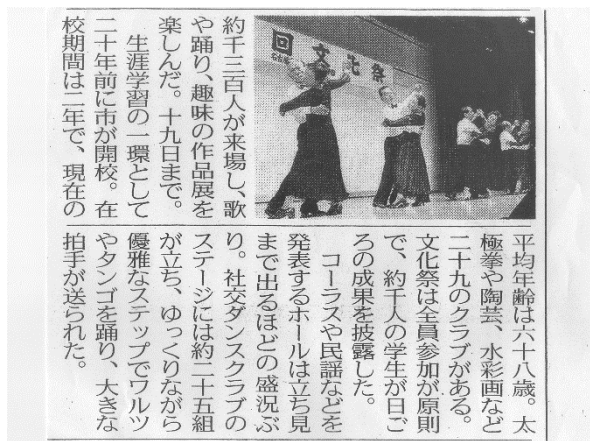 回文化祭
約千三百人が来場し、歌
や踊り、趣味の作品展を
楽しんだ。十九日まで。
生涯学習の一環として
二十年前に市が開校。在
校期間は二年で、現在の
平均年齢は六十八歳。太
極拳や陶芸、水彩画など
二十九のクラブがある。
文化祭は全員参加が原則
で、約千人の学生が日ご
ろの成果を披露した。
コーラスや民謡などを
発表するホールは立ち見
まで出るほどの盛況ぶ
り。社交ダンスクラブの
ステージには約二十五組
が立ち、ゆっくりながら
優雅なステップでワルツ
やタンゴを踊り、大きな
拍手が送られた。